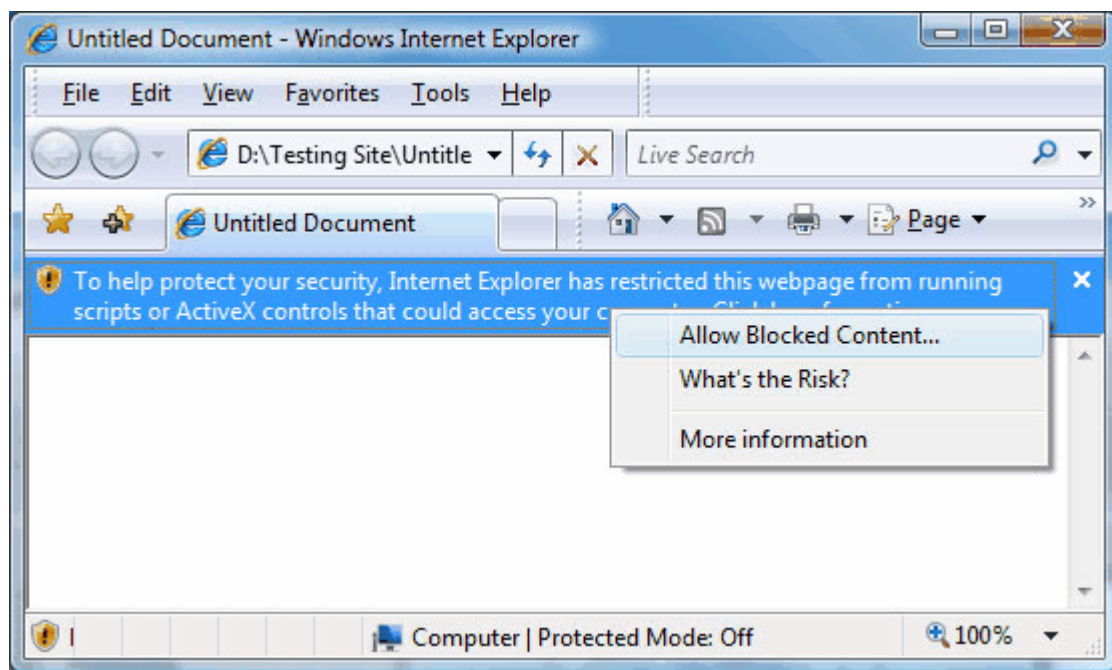 Untitled Document - Windows Internet Explorer
File Edit View Favorites Tools Help
D:\Testing Site\Untitle Live Search
Untitled Document Page
To help protect your security, Internet Explorer has restricted this webpage from running
scripts or ActiveX controls that could access your
Allow Blocked Content...
What's the Risk?
More information
Computer | Protected Mode: Off 100%